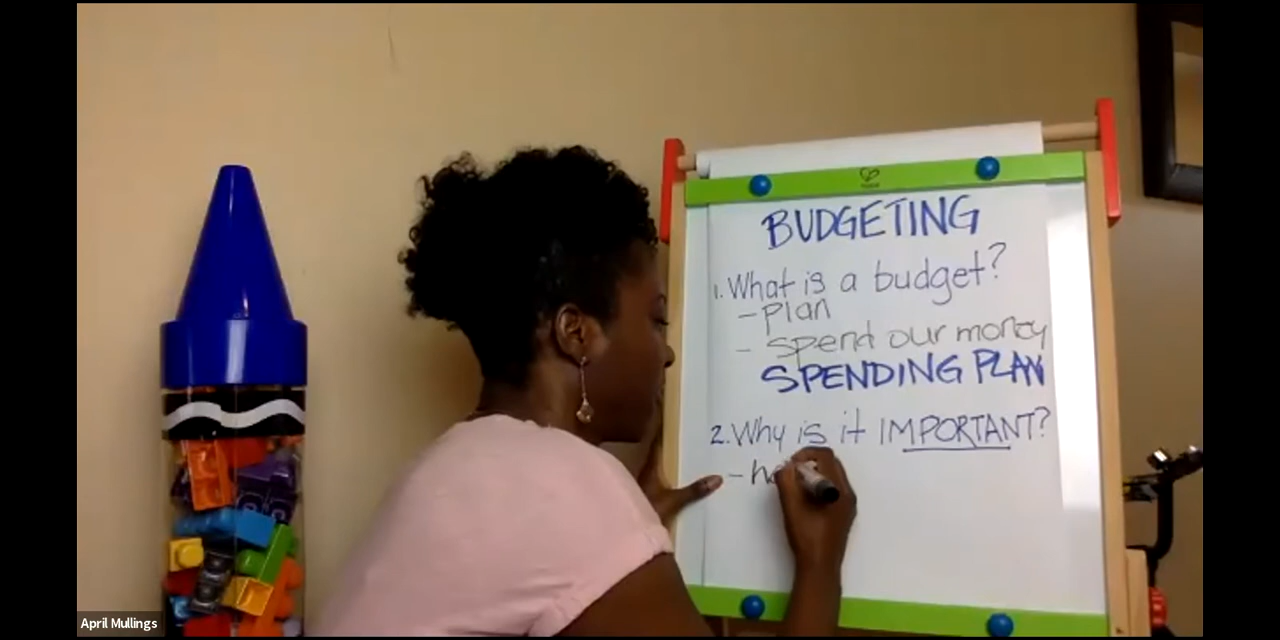 BUDGETING
1. What is a budget?
- plan
- spend our money
SPENDING PLAN
2. Why is it IMPORTANT?
-
April Mullings